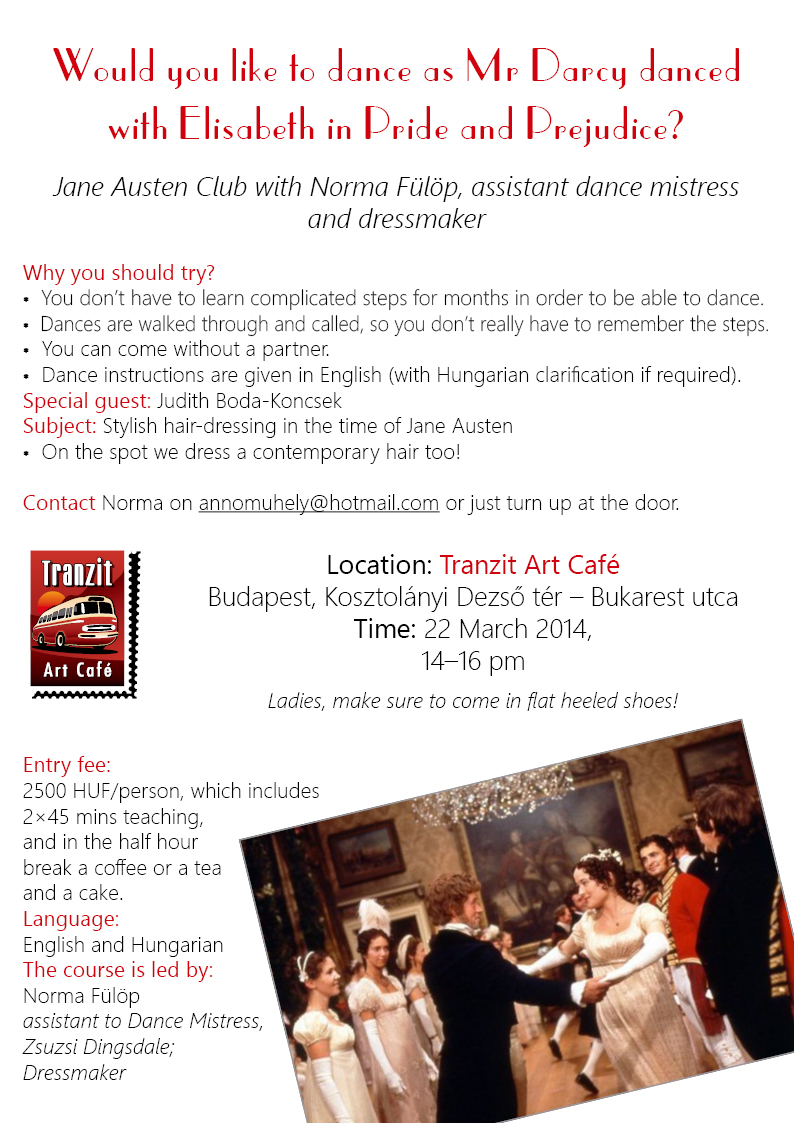 Would you like to dance as Mr Darcy danced
with Elisabeth in Pride and Prejudice?
Jane Austen Club with Norma Fülöp, assistant dance mistress
and dressmaker
Why you should try?
• You don’t have to learn complicated steps for months in order to be able to dance.
• Dances are walked through and called, so you don’t really have to remember the steps.
• You can come without a partner.
• Dance instructions are given in English (with Hungarian clarification if required).
Special guest: Judith Boda-Koncsek
Subject: Stylish hair-dressing in the time of Jane Austen
• On the spot we dress a contemporary hair too!
Contact Norma on annomuhely@hotmail.com or just turn up at the door.
Tranzit
Art Café
Location: Tranzit Art Café
Budapest, Kosztolányi Dezső tér – Bukarest utca
Time: 22 March 2014,
14–16 pm
Ladies, make sure to come in flat heeled shoes!
Entry fee:
2500 HUF/person, which includes
2×45 mins teaching,
and in the half hour
break a coffee or a tea
and a cake.
Language:
English and Hungarian
The course is led by:
Norma Fülöp
assistant to Dance Mistress,
Zsuzsi Dingsdale;
Dressmaker